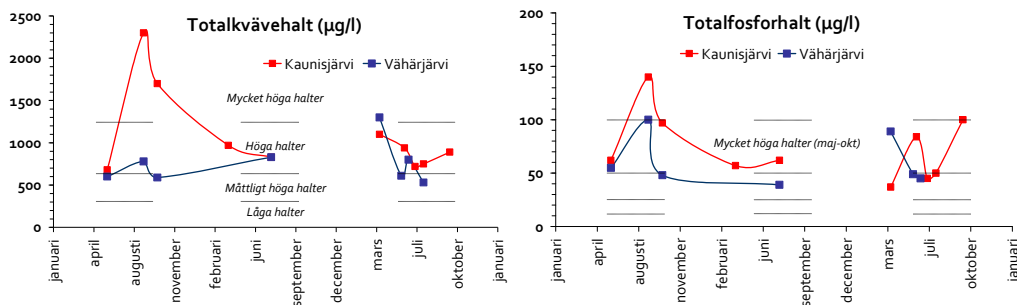 Totalkvävehalt (µg/l)
2500
2000
1500
1000
500
0
Kaunisjärvi
Vähärjärvi
Mycket höga halter
Höga halter
Måttligt höga halter
Låga halter
januari
april
augusti
november
februari
juni
september
december
mars
juli
oktober
januari
Totalfosforhalt (µg/l)
200
150
100
50
0
Kaunisjärvi
Vähärjärvi
Mycket höga halter (maj-okt)
januari
april
augusti
november
februari
juni
september
december
mars
juli
oktober
januari